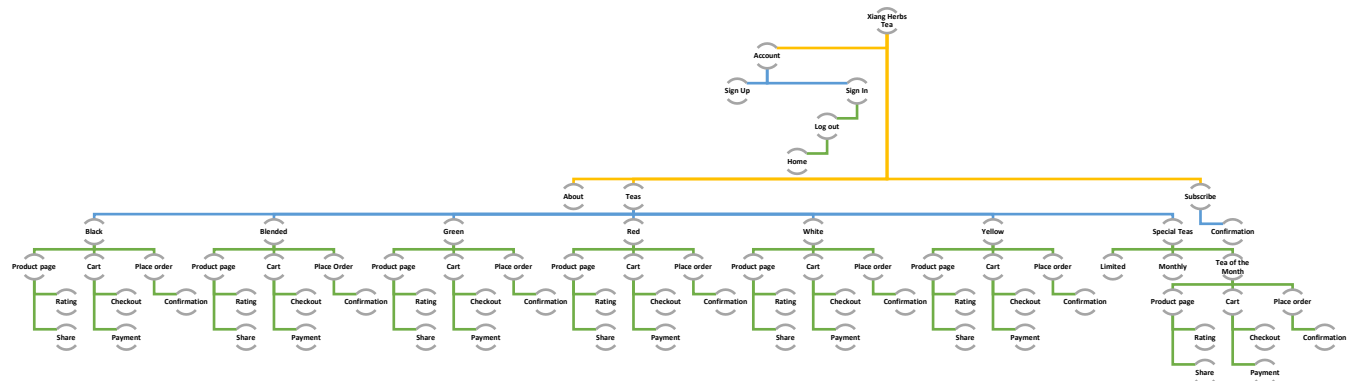 Xiang Herbs
Tea
Account
Sign Up
Sign In
Log out
Home
About
Teas
Subscribe
Black
Blended
Green
Red
White
Yellow
Special Teas
Confirmation
Product page
Cart
Place order
Product page
Cart
Place Order
Product page
Cart
Place order
Product page
Cart
Place order
Product page
Cart
Place order
Product page
Cart
Place order
Limited
Monthly
Tea of the
Month
Rating
Checkout
Confirmation
Rating
Checkout
Confirmation
Rating
Checkout
Confirmation
Rating
Checkout
Confirmation
Rating
Checkout
Confirmation
Rating
Checkout
Confirmation
Product page
Cart
Place order
Share
Payment
Share
Payment
Share
Payment
Share
Payment
Share
Payment
Share
Payment
Rating
Checkout
Confirmation
Share
Payment